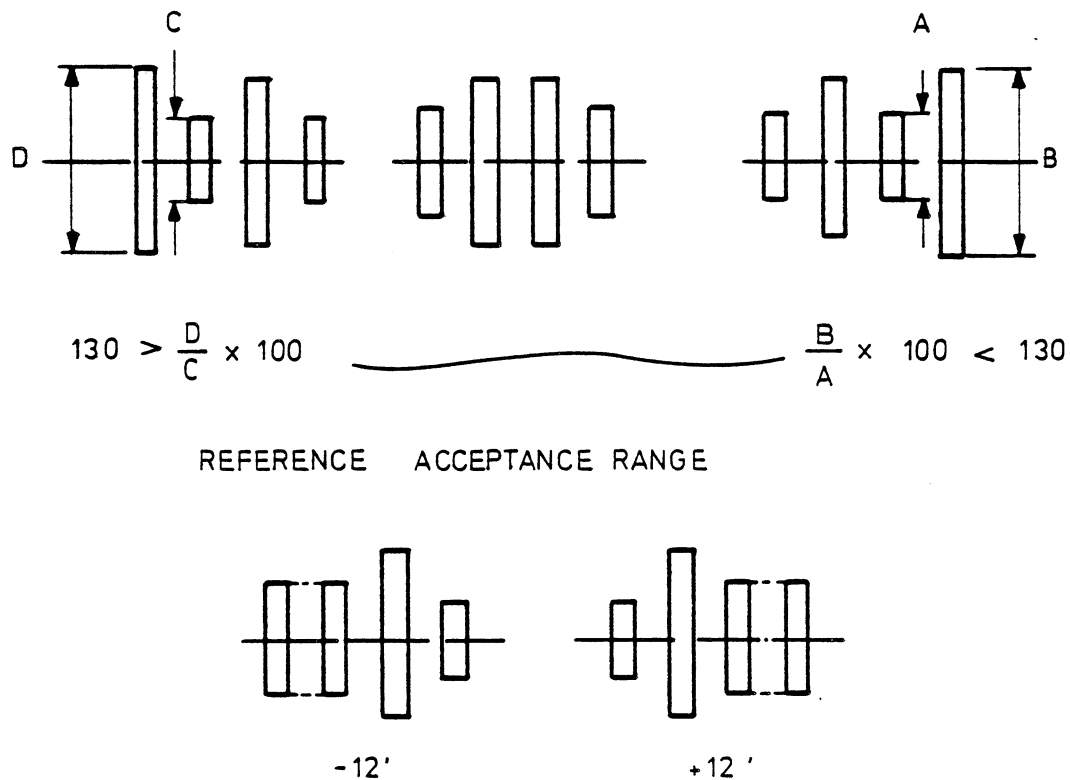 C
A
D
B
130 > D/C × 100
B/A × 100 < 130
REFERENCE ACCEPTANCE RANGE
-12'
+12'